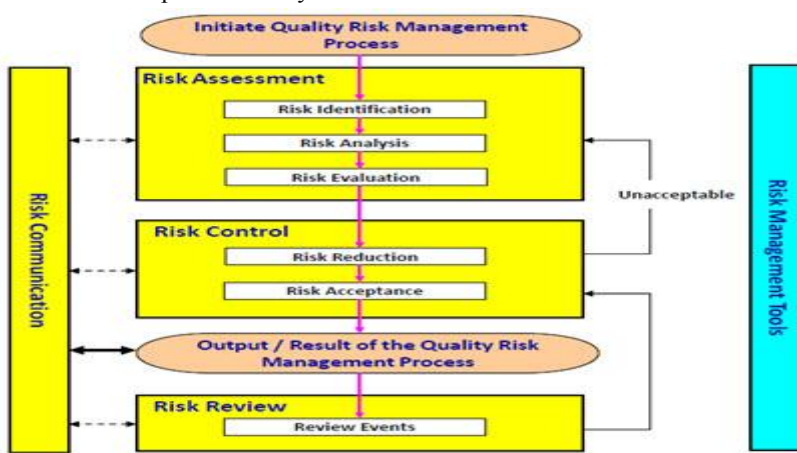 Initiate Quality Risk Management
Process
Risk Assessment
Risk Identification
Risk Analysis
Risk Evaluation
Unacceptable
Risk Control
Risk Reduction
Risk Acceptance
Output / Result of the Quality Risk
Management Process
Risk Review
Review Events
Risk Communication
Risk Management Tools